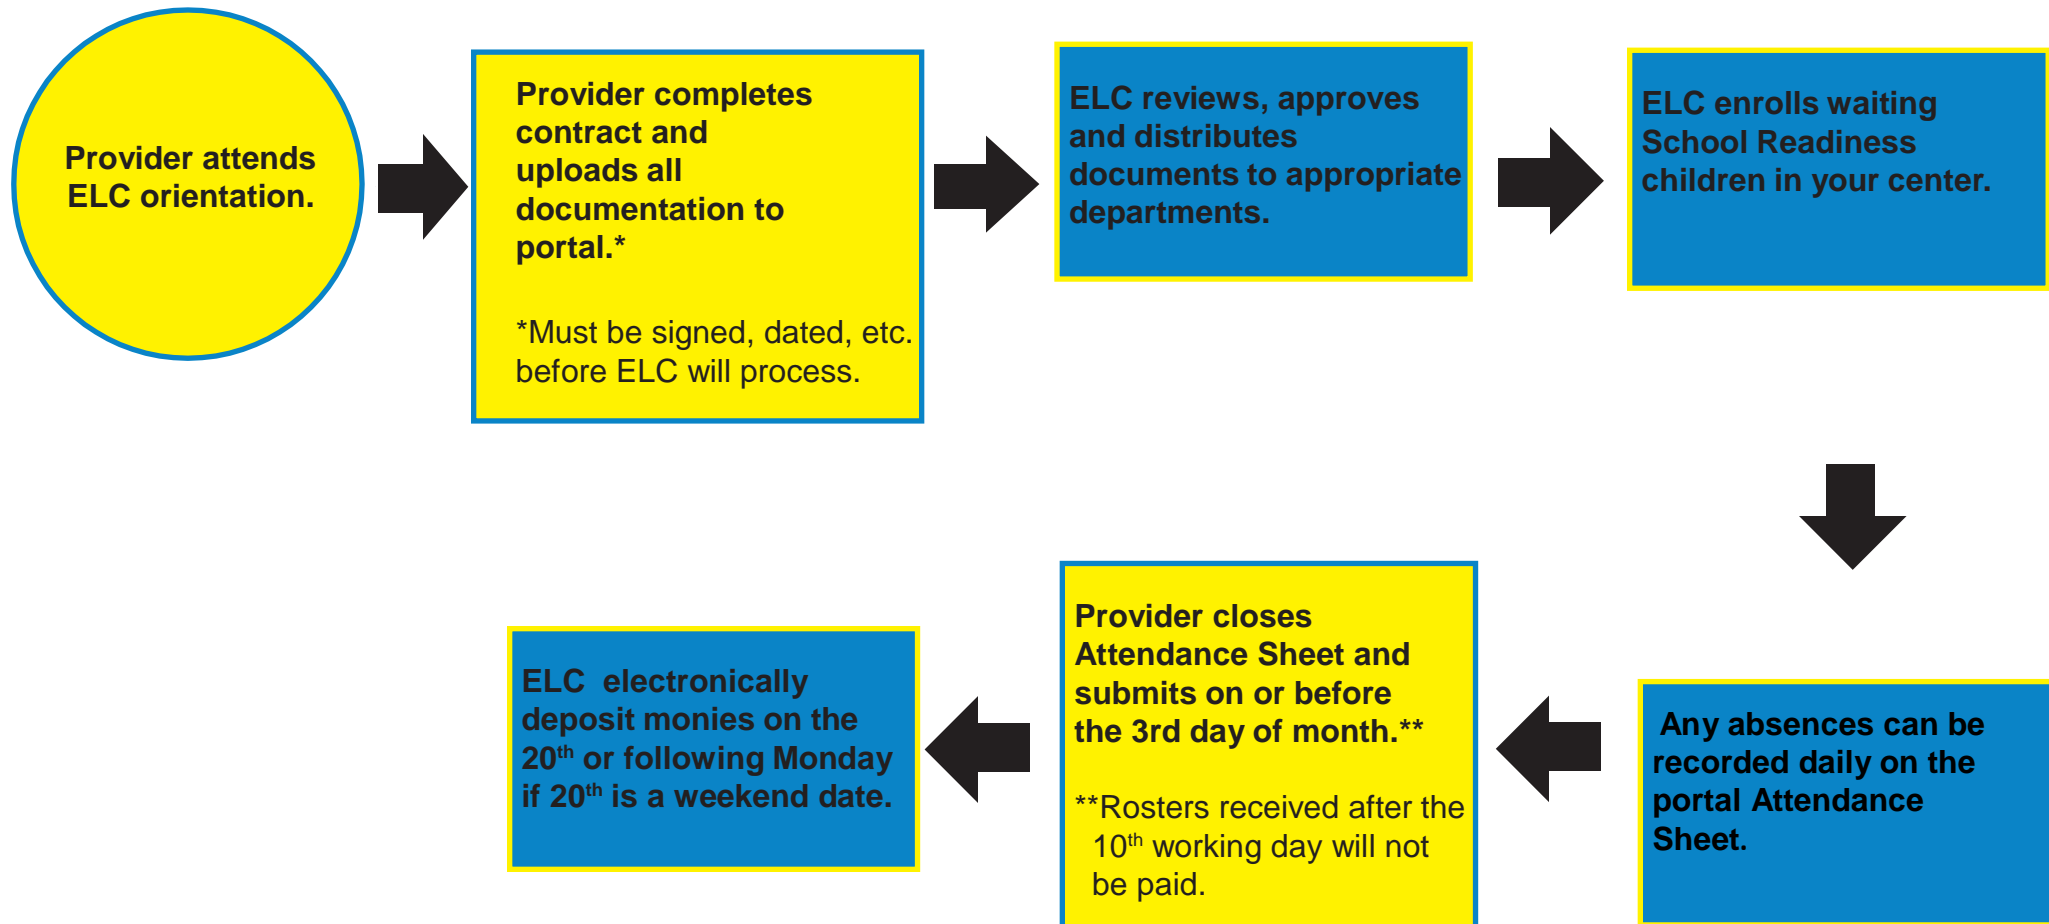 Provider attends
ELC orientation.
Provider completes
contract and
uploads all
documentation to
portal.*
*Must be signed, dated, etc.
before ELC will process.
ELC reviews, approves
and distributes
documents to appropriate
departments.
ELC enrolls waiting
School Readiness
children in your center.
Any absences can be
recorded daily on the
portal Attendance
Sheet.
Provider closes
Attendance Sheet and
submits on or before
the 3rd day of month.**
**Rosters received after the
10th working day will not
be paid.
ELC electronically
deposit monies on the
20th or following Monday
if 20th is a weekend date.